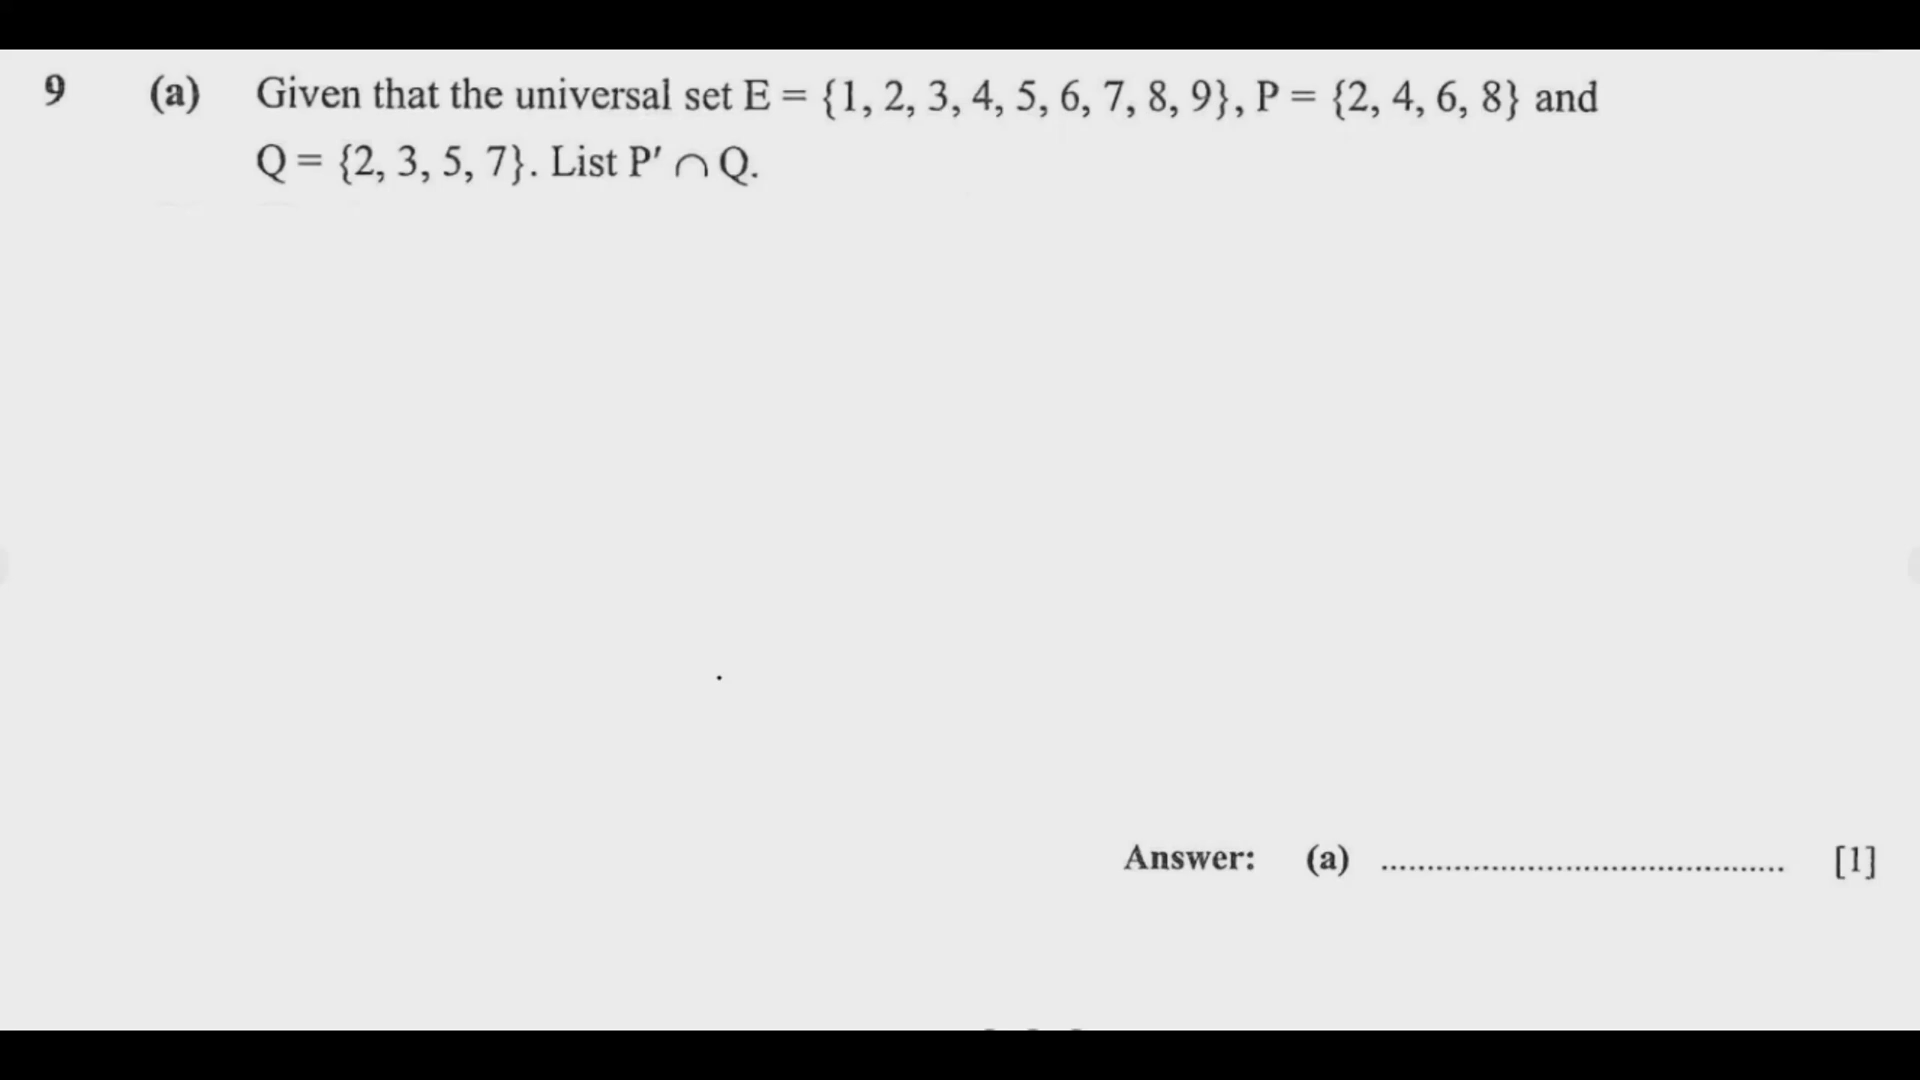 9 (a) Given that the universal set E = {1, 2, 3, 4, 5, 6, 7, 8, 9}, P = {2, 4, 6, 8} and
Q = {2, 3, 5, 7}. List P′ ∩ Q.
Answer: (a) ............................................ [1]